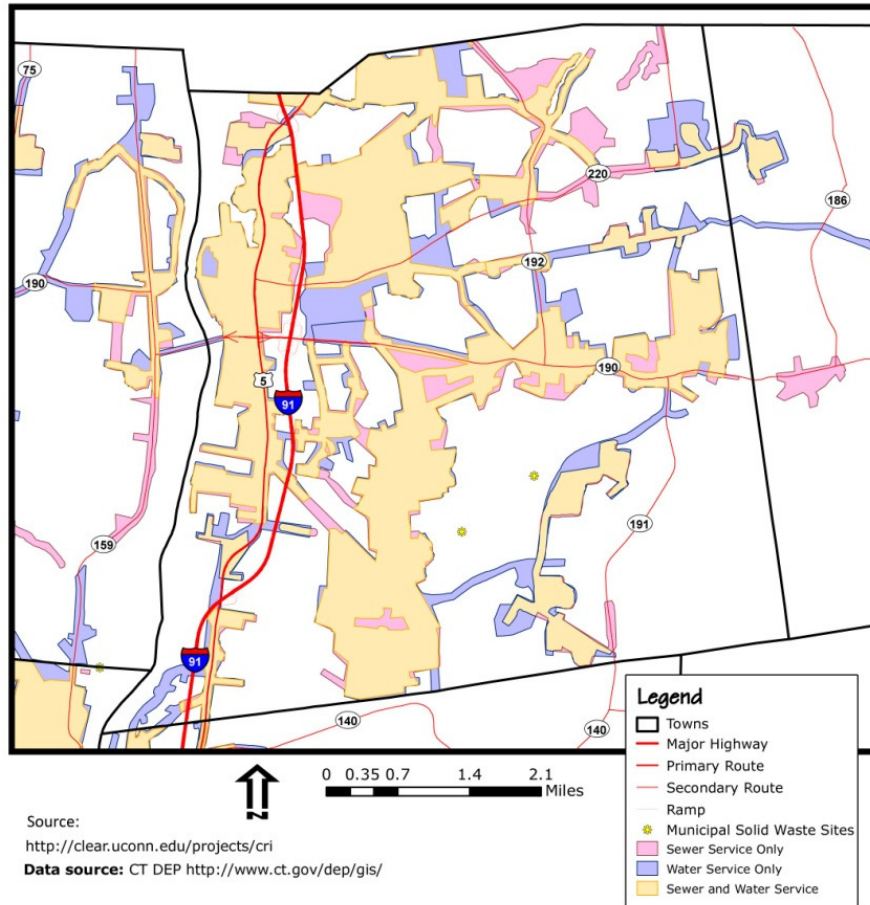 75
220
186
192
190
190
5
91
191
159
91
140
140
Legend
Towns
Major Highway
Primary Route
Secondary Route
Ramp
Municipal Solid Waste Sites
Sewer Service Only
Water Service Only
Sewer and Water Service
N
0 0.35 0.7 1.4 2.1
Miles
Source:
http://clear.uconn.edu/projects/cri
Data source: CT DEP http://www.ct.gov/dep/gis/